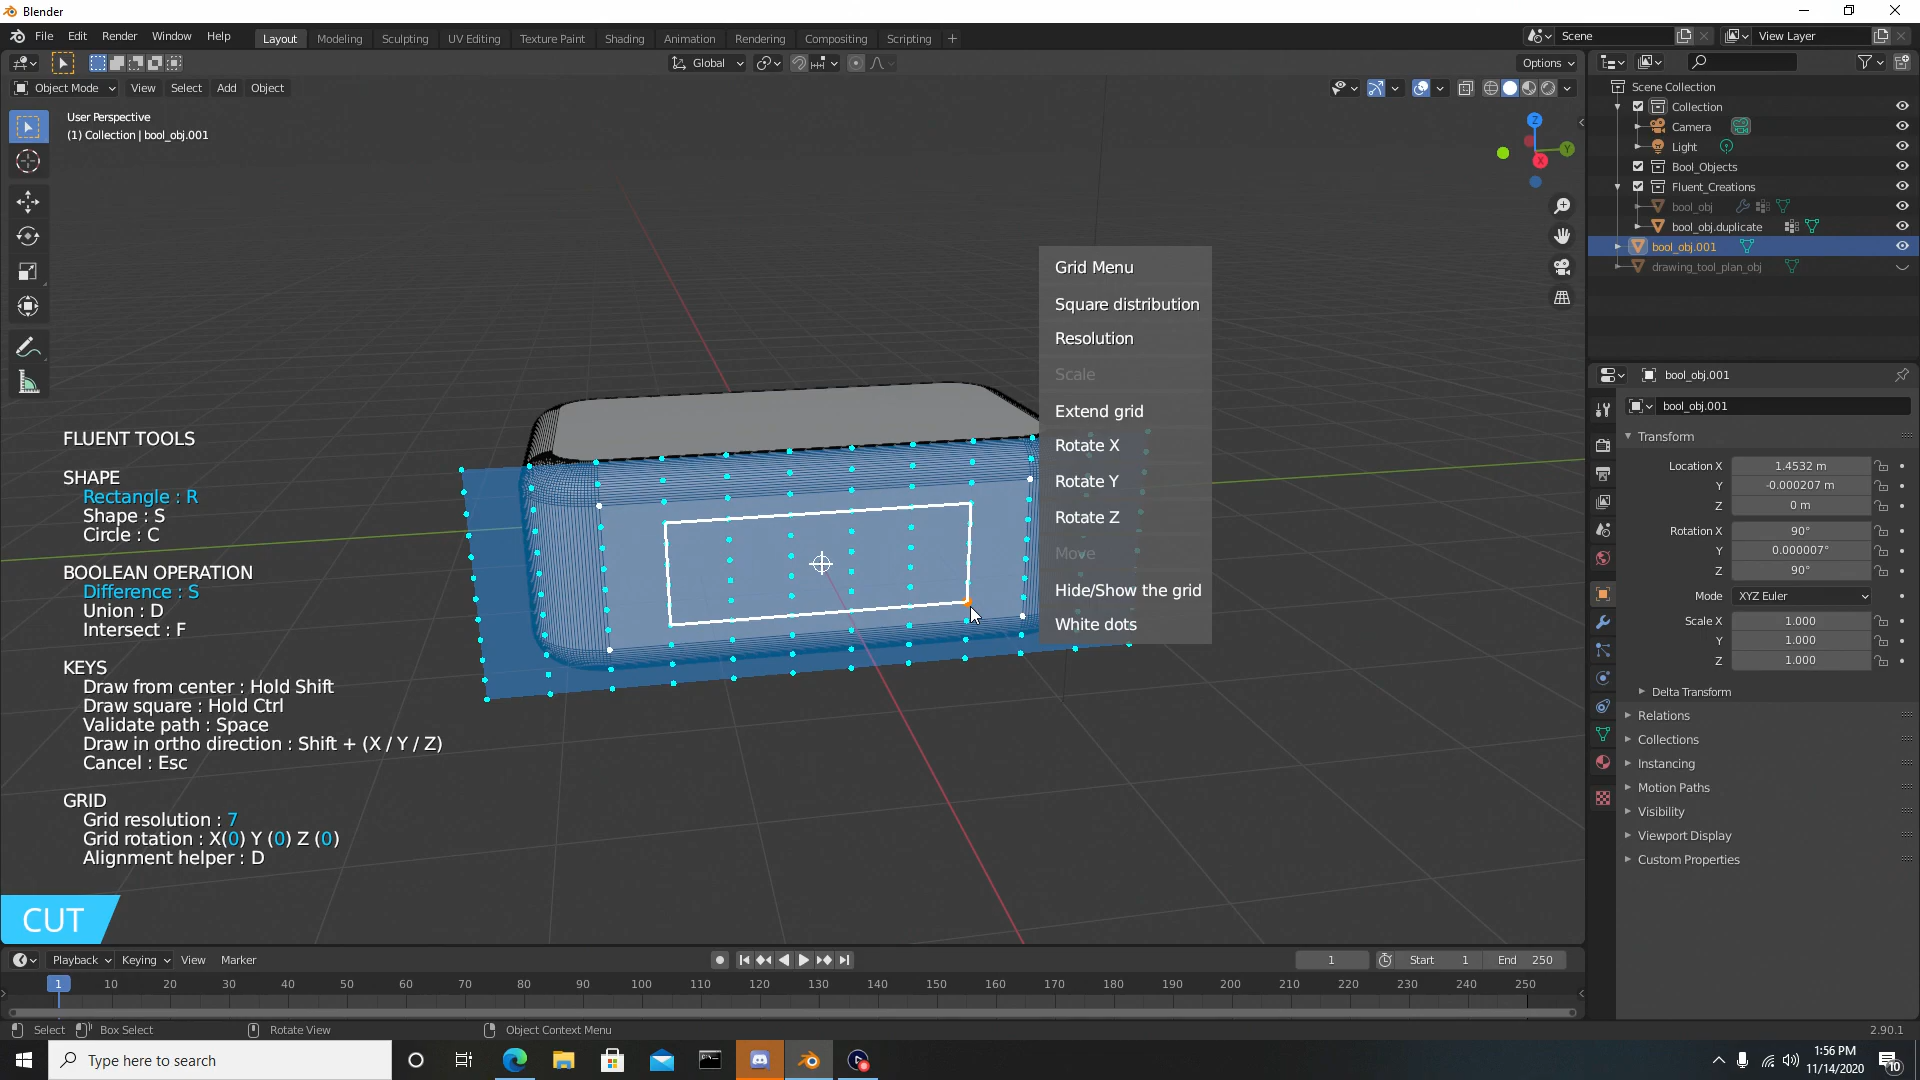 Blender
File Edit Render Window Help
Layout Modeling Sculpting UV Editing Texture Paint Shading Animation Rendering Compositing Scripting +
Scene
View Layer
Global
Options
Object Mode View Select Add Object
User Perspective
(1) Collection | bool_obj.001
Z
Y
X
Scene Collection
Collection
Camera
Light
Bool_Objects
Fluent_Creations
bool_obj
bool_obj.duplicate
bool_obj.001
drawing_tool_plan_obj
Grid Menu
Square distribution
Resolution
Scale
Extend grid
Rotate X
Rotate Y
Rotate Z
Move
Hide/Show the grid
White dots
FLUENT TOOLS
SHAPE
Rectangle : R
Shape : S
Circle : C
BOOLEAN OPERATION
Difference : S
Union : D
Intersect : F
KEYS
Draw from center : Hold Shift
Draw square : Hold Ctrl
Validate path : Space
Draw in ortho direction : Shift + (X / Y / Z)
Cancel : Esc
GRID
Grid resolution : 7
Grid rotation : X(0) Y (0) Z (0)
Alignment helper : D
CUT
bool_obj.001
bool_obj.001
Transform
Location X 1.4532 m
Y -0.000207 m
Z 0 m
Rotation X 90°
Y 0.000007°
Z 90°
Mode XYZ Euler
Scale X 1.000
Y 1.000
Z 1.000
Delta Transform
Relations
Collections
Instancing
Motion Paths
Visibility
Viewport Display
Custom Properties
Playback Keying View Marker
1 Start 1 End 250
1 10 20 30 40 50 60 70 80 90 100 110 120 130 140 150 160 170 180 190 200 210 220 230 240 250
Select Box Select Rotate View Object Context Menu 2.90.1
Type here to search
1:56 PM
11/14/2020
10